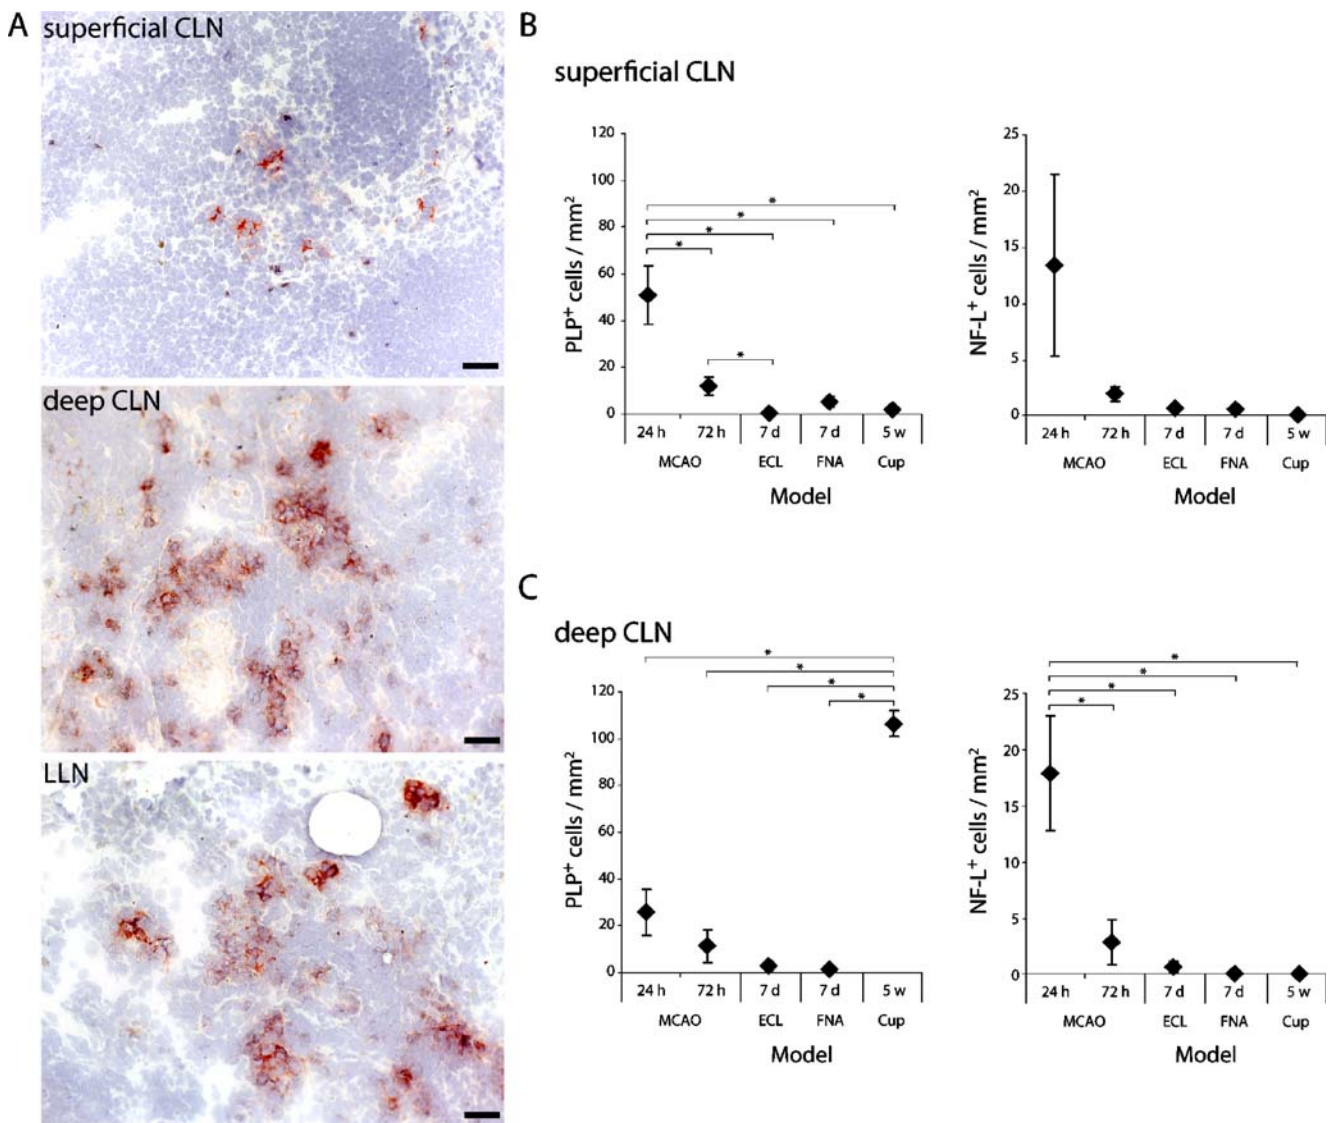 A
superficial CLN
deep CLN
LLN
B
superficial CLN
PLP+ cells / mm2
120
100
80
60
40
20
0
*
*
*
*
*
24 h 72 h 7 d 7 d 5 w
MCAO ECL FNA Cup
Model
NF-L+ cells / mm2
25
20
15
10
5
0
24 h 72 h 7 d 7 d 5 w
MCAO ECL FNA Cup
Model
C
deep CLN
PLP+ cells / mm2
120
100
80
60
40
20
0
*
*
*
*
24 h 72 h 7 d 7 d 5 w
MCAO ECL FNA Cup
Model
NF-L+ cells / mm2
25
20
15
10
5
0
*
*
*
*
24 h 72 h 7 d 7 d 5 w
MCAO ECL FNA Cup
Model